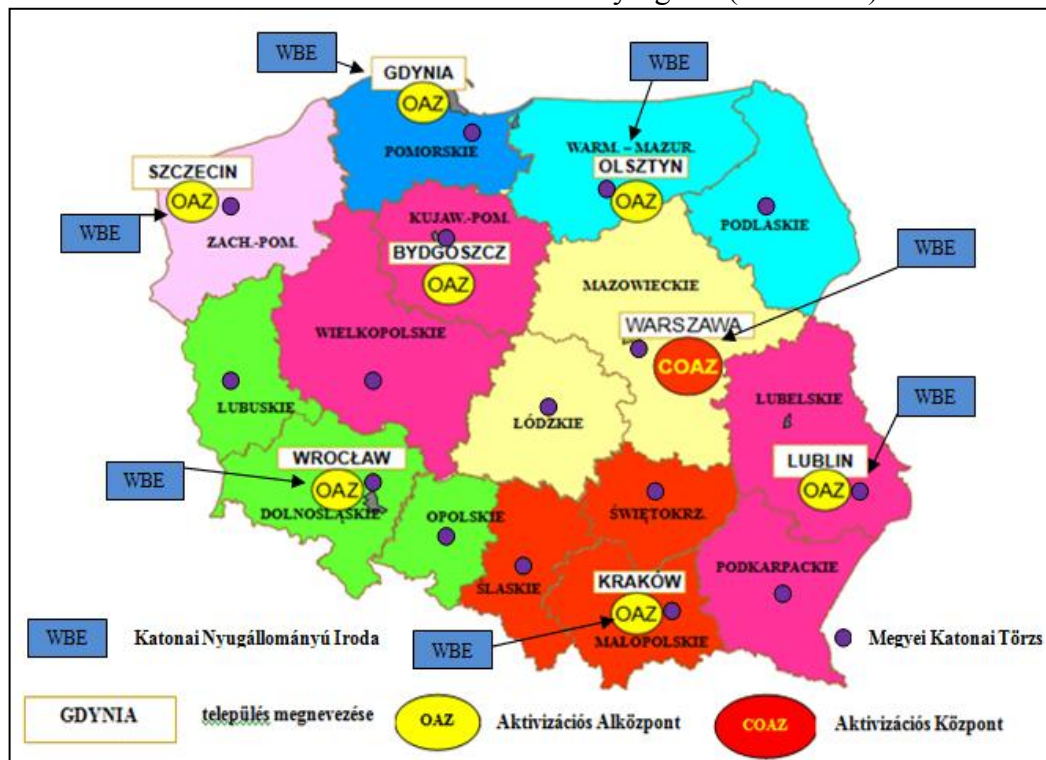 WBE
GDYNIA
OAZ
POMORSKIE
WBE
WARM. – MAZUR.
OLSZTYN
OAZ
SZCZECIN
OAZ
WBE
ZACH.-POM.
KUJAW.-POM.
BYDGOSZCZ
OAZ
PODLASKIE
WBE
MAZOWIECKIE
WARSZAWA
COAZ
WIELKOPOLSKIE
LUBUSKIE
ŁÓDZKIE
LUBELSKIE
WBE
LUBLIN
OAZ
WROCŁAW
OAZ
WBE
DOLNOŚLĄSKIE
OPOLSKIE
ŚWIĘTOKRZ.
SLASKIE
KRAKÓW
OAZ
MALOPOLSKIE
WBE
PODKARPACKIE
WBE Katonai Nyugállományú Iroda
Megyei Katonai Törzs
GDYNIA település megnevezése
OAZ Aktivizációs Alközpont
COAZ Aktivizációs Központ